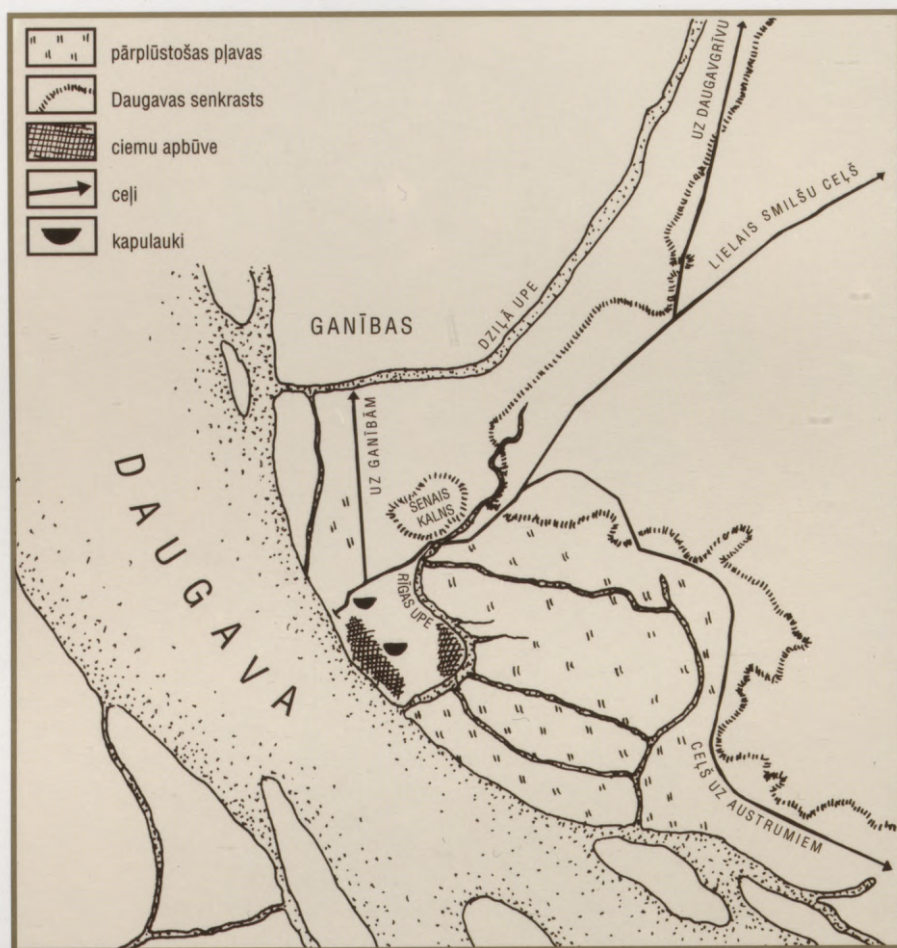 pārplūstošas pļavas
Daugavas senkrasts
ciemu apbūve
ceļi
kapulauki
UZ DAUGAVGRĪVU
LIELAIS SMILŠU CEĻŠ
DZIĻĀ UPE
GANĪBAS
UZ GANĪBĀM
SENAIS
KALNS
RĪGAS UPE
DAUGAVA
CEĻŠ UZ AUSTRUMIEM